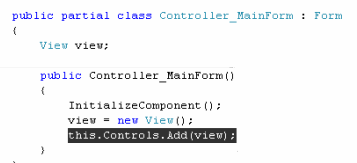 public partial class Controller_MainForm : Form
{
View view;
public Controller_MainForm()
{
InitializeComponent();
view = new View();
this.Controls.Add(view);
}
}